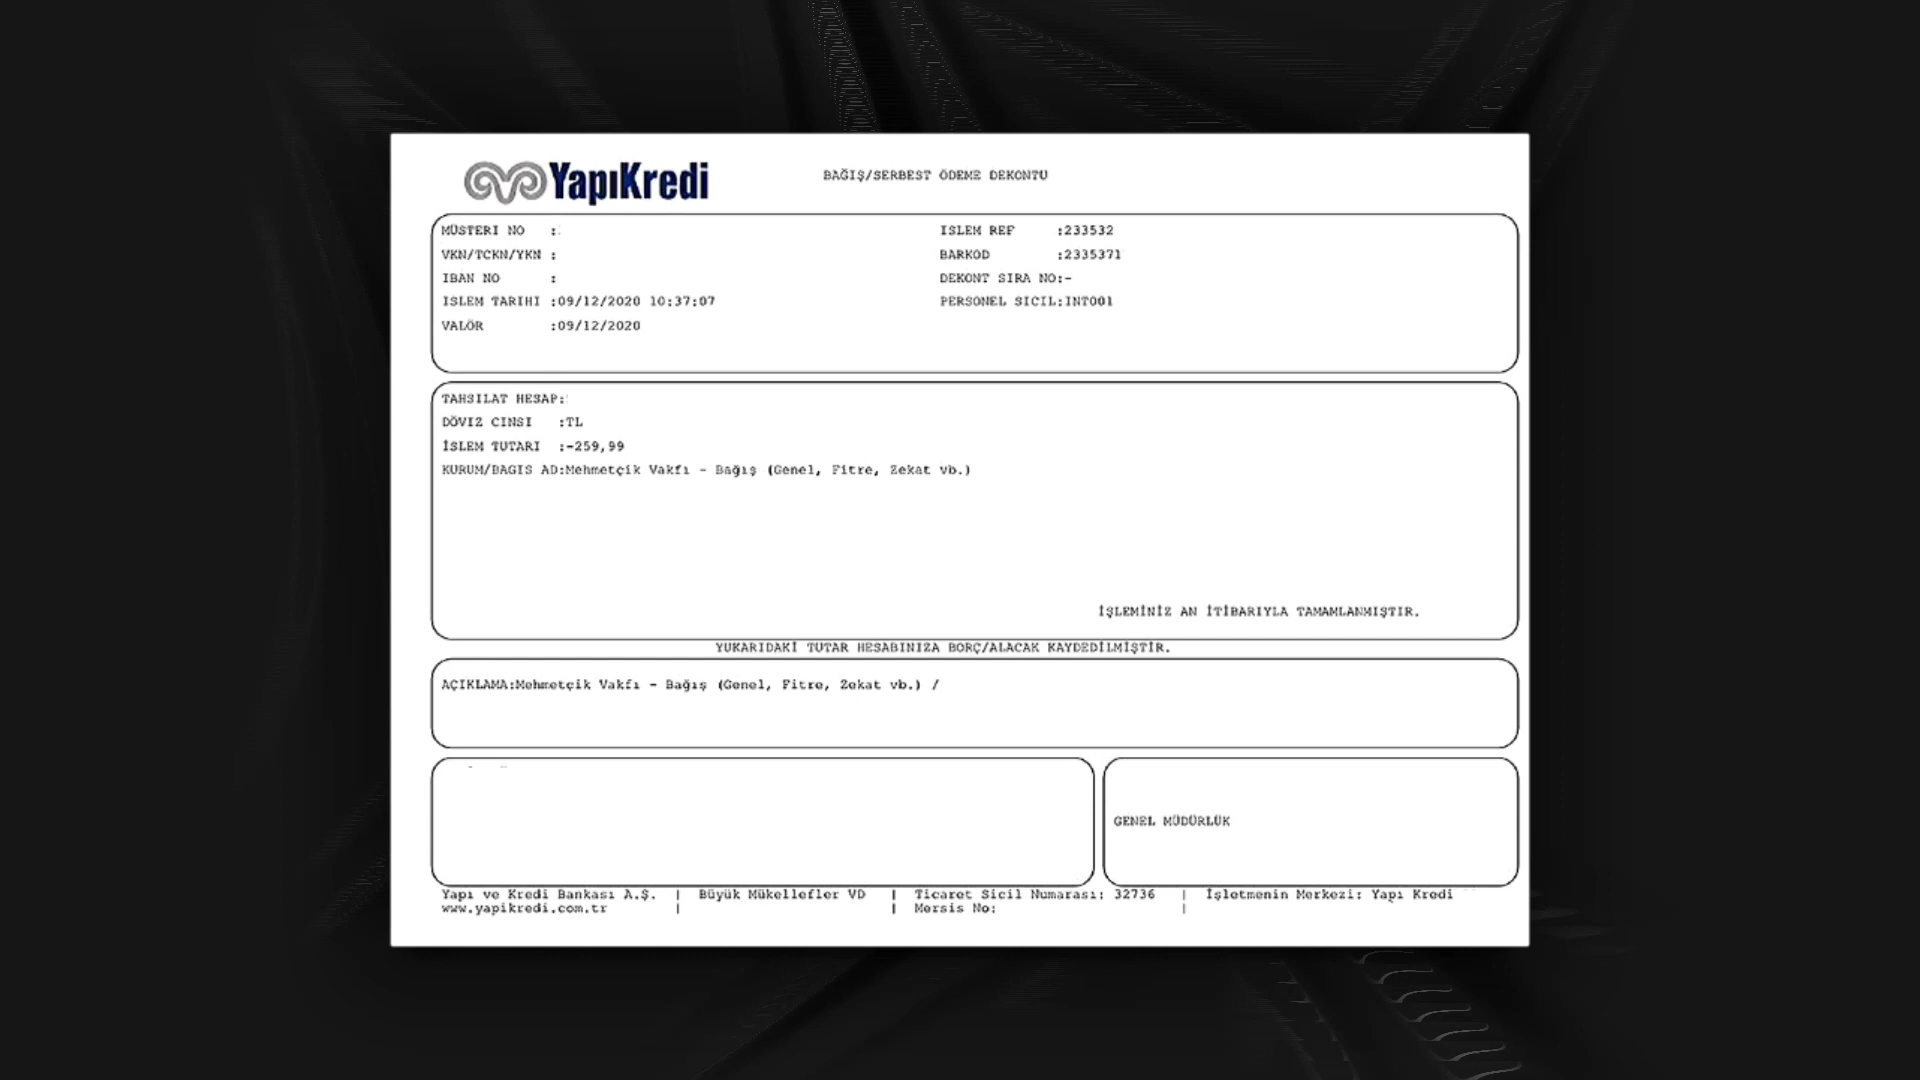 YapıKredi
BAĞIŞ/SERBEST ÖDEME DEKONTU
MÜSTERI NO :
VKN/TCKN/YKN :
IBAN NO :
ISLEM TARIHI :09/12/2020 10:37:07
VALÖR :09/12/2020
ISLEM REF :233532
BARKOD :2335371
DEKONT SIRA NO:-
PERSONEL SICIL:INT001
TAHSILAT HESAP:
DÖVIZ CINSI :TL
İSLEM TUTARI :-259,99
KURUM/BAGIS AD:Mehmetçik Vakfı - Bağış (Genel, Fitre, Zekat vb.)
İŞLEMİNİZ AN İTİBARIYLA TAMAMLANMIŞTIR.
YUKARIDAKİ TUTAR HESABINIZA BORÇ/ALACAK KAYDEDİLMİŞTİR.
AÇIKLAMA:Mehmetçik Vakfı - Bağış (Genel, Fitre, Zekat vb.) /
GENEL MÜDÜRLÜK
Yapı ve Kredi Bankası A.Ş. | Büyük Mükellefler VD | Ticaret Sicil Numarası: 32736 | İşletmenin Merkezi: Yapı Kredi
www.yapikredi.com.tr | | Mersis No: |